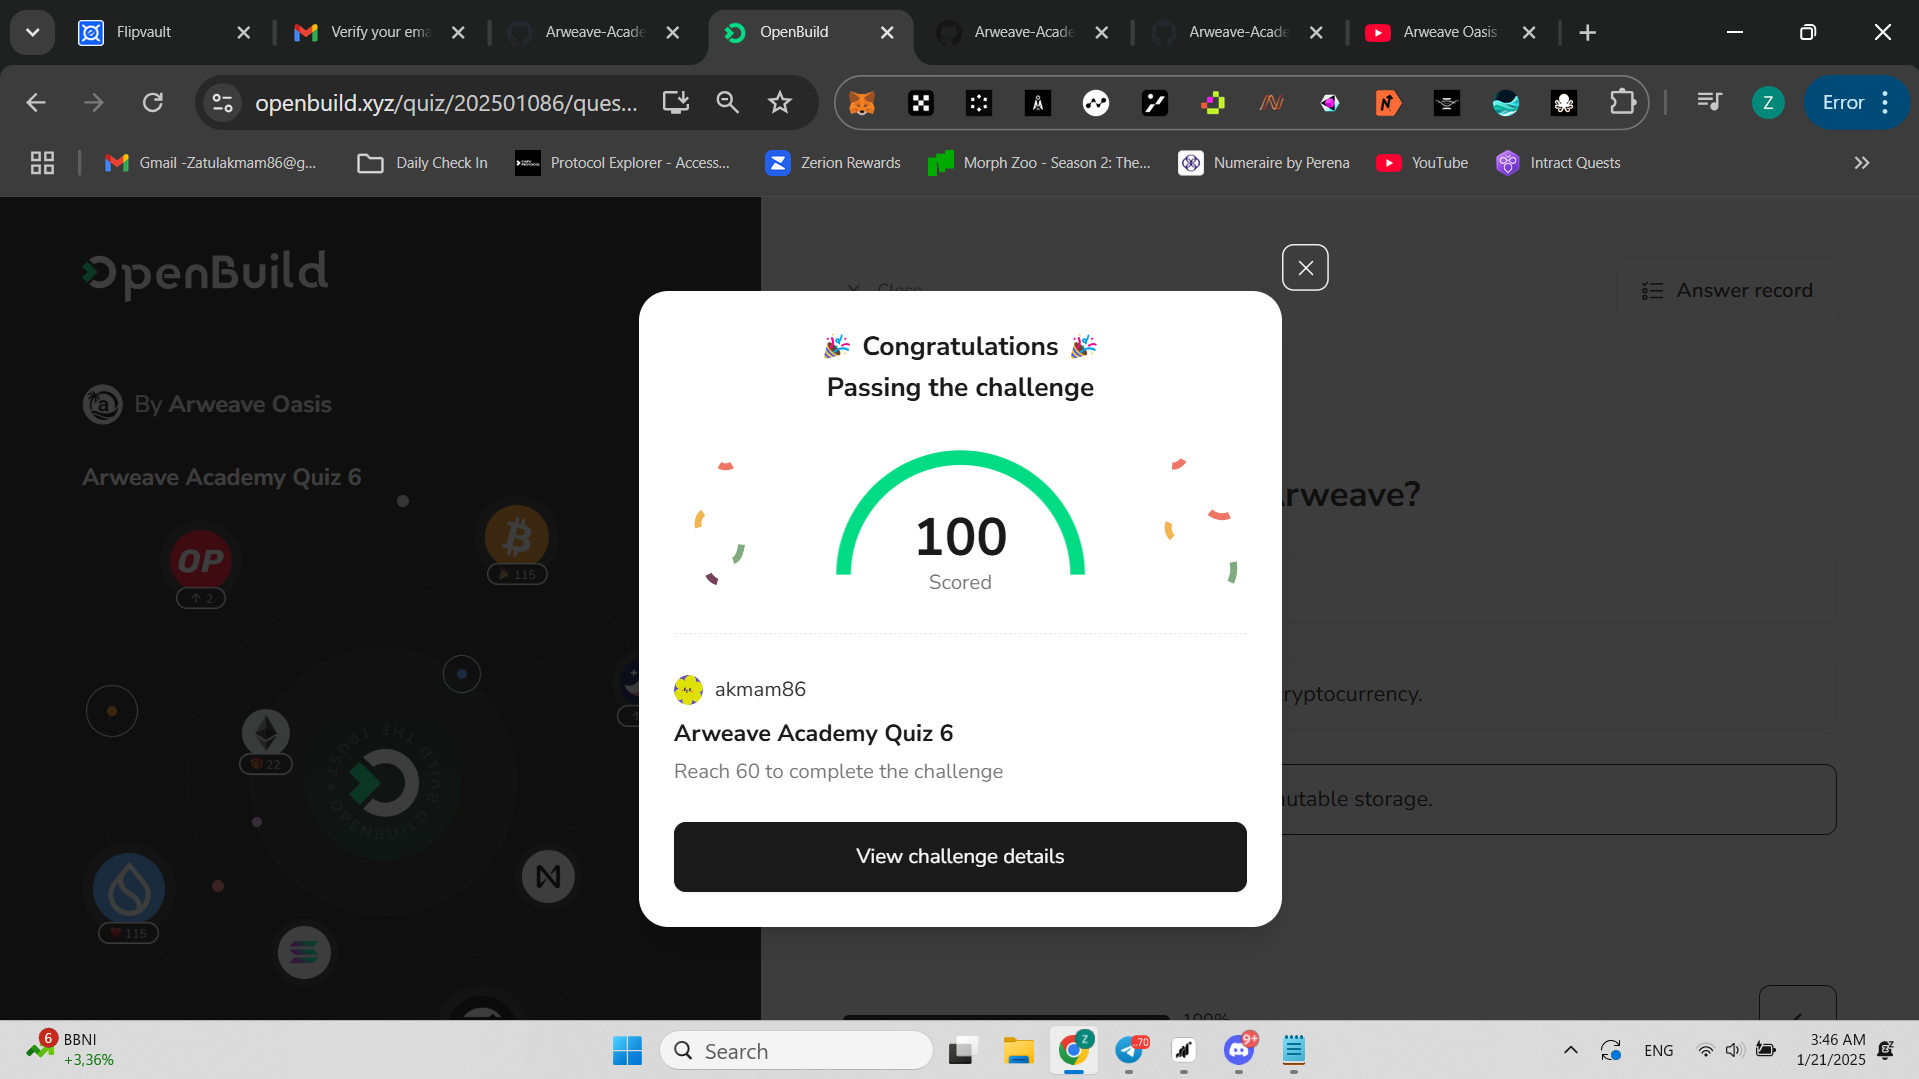 Flipvault
Verify your ema
Arweave-Acade
OpenBuild
Arweave-Acade
Arweave-Acade
Arweave Oasis
openbuild.xyz/quiz/202501086/ques...
Z
Error
Gmail -Zatulakmam86@g...
Daily Check In
Protocol Explorer - Access...
Zerion Rewards
Morph Zoo - Season 2: The...
Numeraire by Perena
YouTube
Intract Quests
OpenBuild
Close
Answer record
By Arweave Oasis
Arweave Academy Quiz 6
OP
2
115
22
115
🎉 Congratulations 🎉
Passing the challenge
100
Scored
akmam86
Arweave Academy Quiz 6
Reach 60 to complete the challenge
View challenge details
Arweave?
ryptocurrency.
utable storage.
100%
6
BBNI
+3,36%
Search
Z
.70
9+
ENG
3:46 AM
1/21/2025